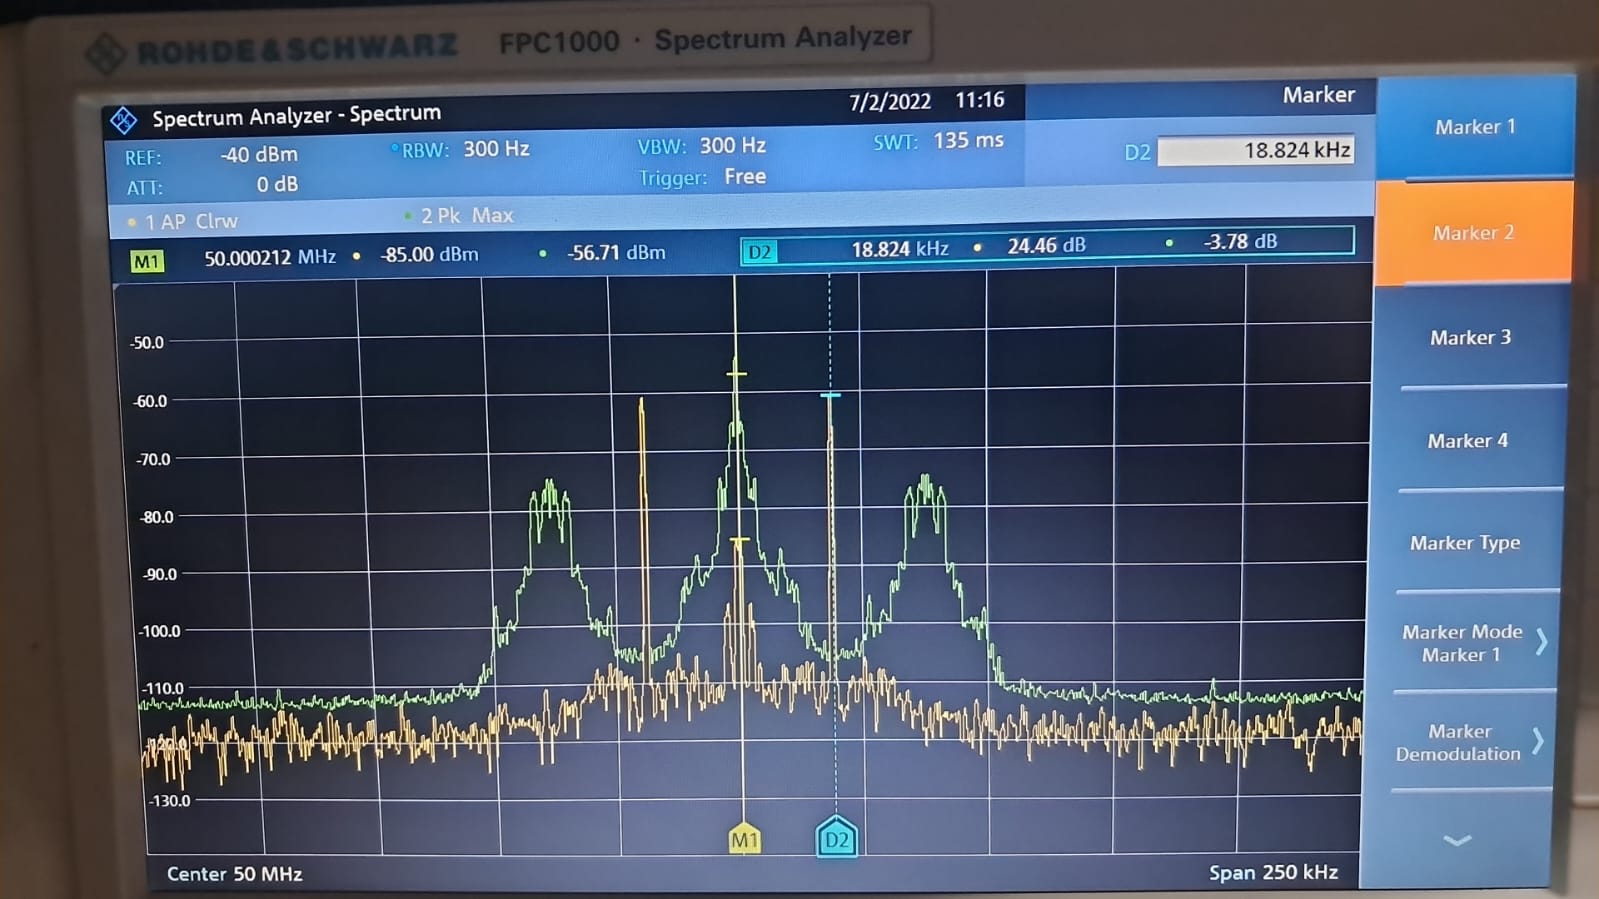 ROHDE&SCHWARZ FPC1000 · Spectrum Analyzer
Spectrum Analyzer - Spectrum 7/2/2022 11:16 Marker
REF: -40 dBm RBW: 300 Hz VBW: 300 Hz SWT: 135 ms D2 18.824 kHz
ATT: 0 dB Trigger: Free
1 AP Clrw 2 Pk Max
M1 50.000212 MHz -85.00 dBm -56.71 dBm D2 18.824 kHz 24.46 dB -3.78 dB
-50.0
-60.0
-70.0
-80.0
-90.0
-100.0
-110.0
-120.0
-130.0
M1 D2
Center 50 MHz Span 250 kHz
Marker 1
Marker 2
Marker 3
Marker 4
Marker Type
Marker Mode
Marker 1
Marker
Demodulation